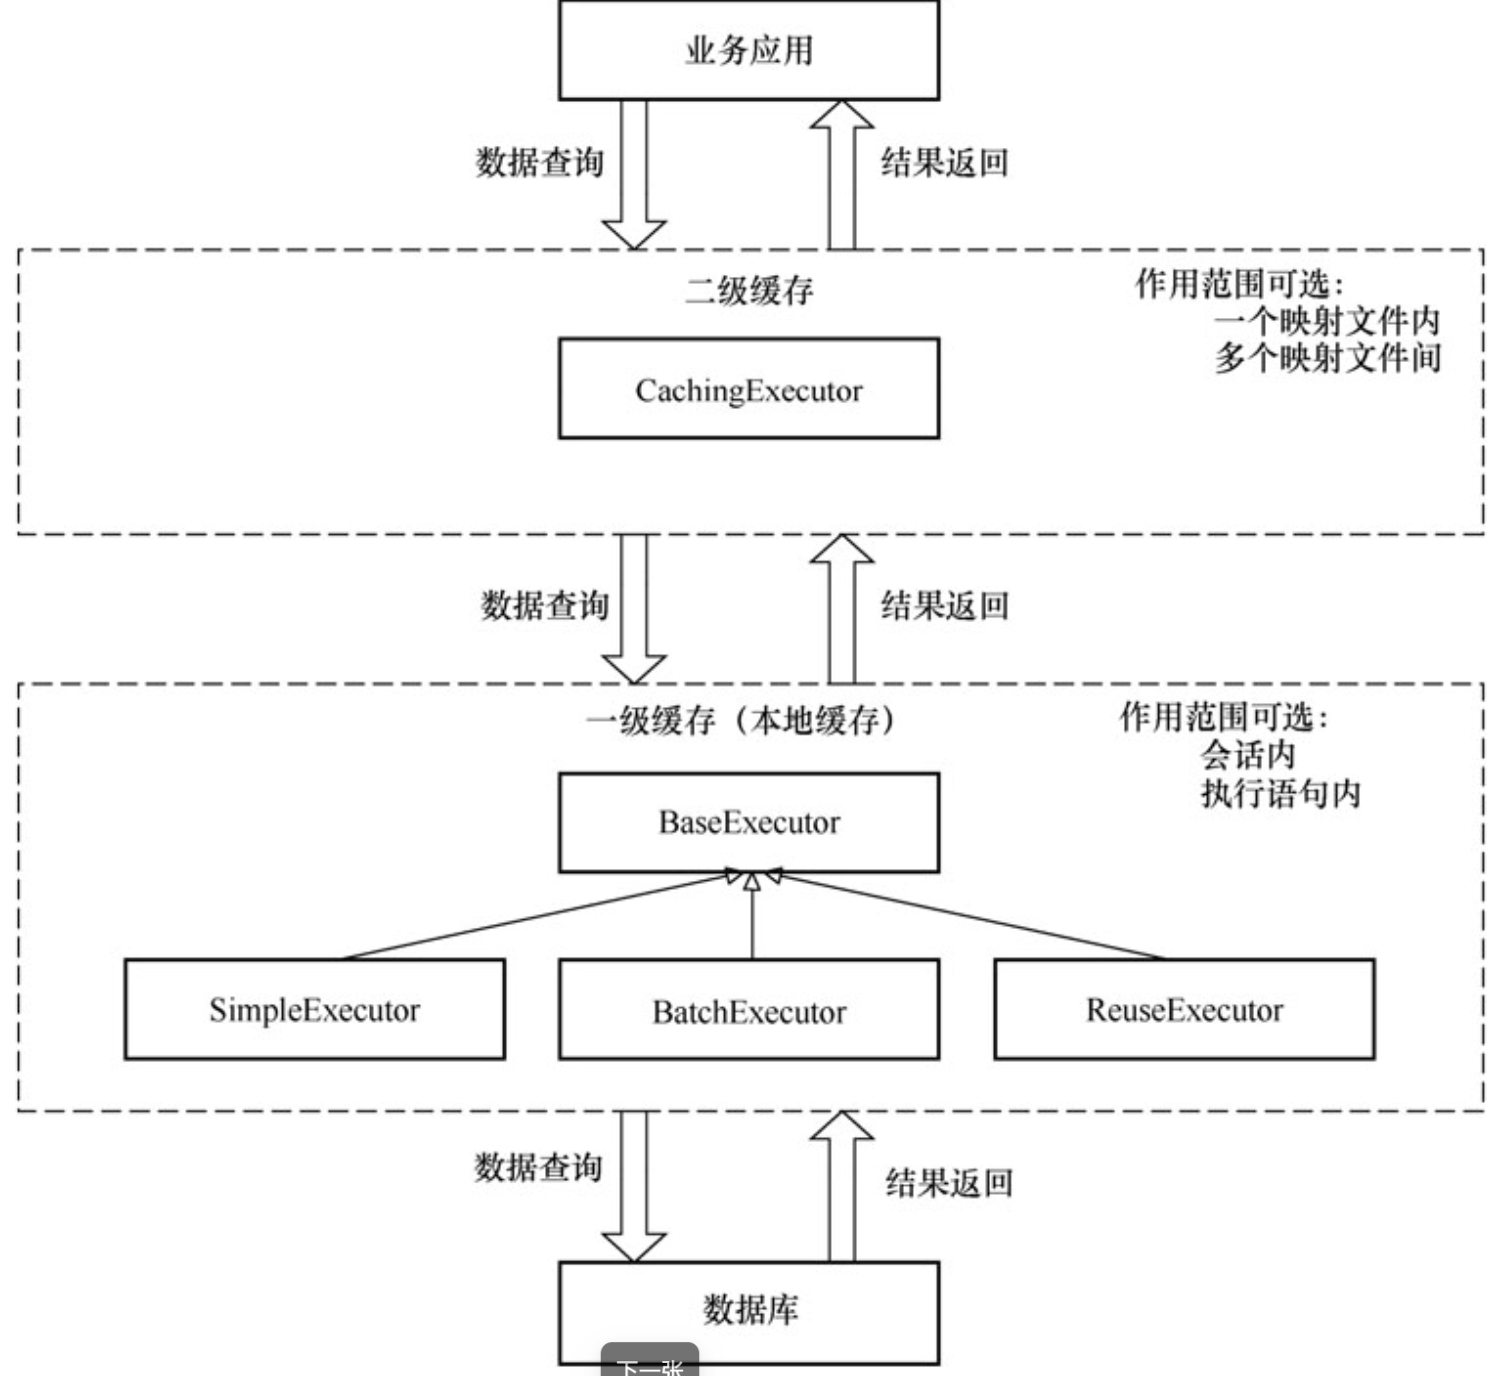 业务应用
数据查询
结果返回
二级缓存
作用范围可选：
一个映射文件内
多个映射文件间
CachingExecutor
数据查询
结果返回
一级缓存（本地缓存）
作用范围可选：
会话内
执行语句内
BaseExecutor
SimpleExecutor
BatchExecutor
ReuseExecutor
数据查询
结果返回
数据库
下一张